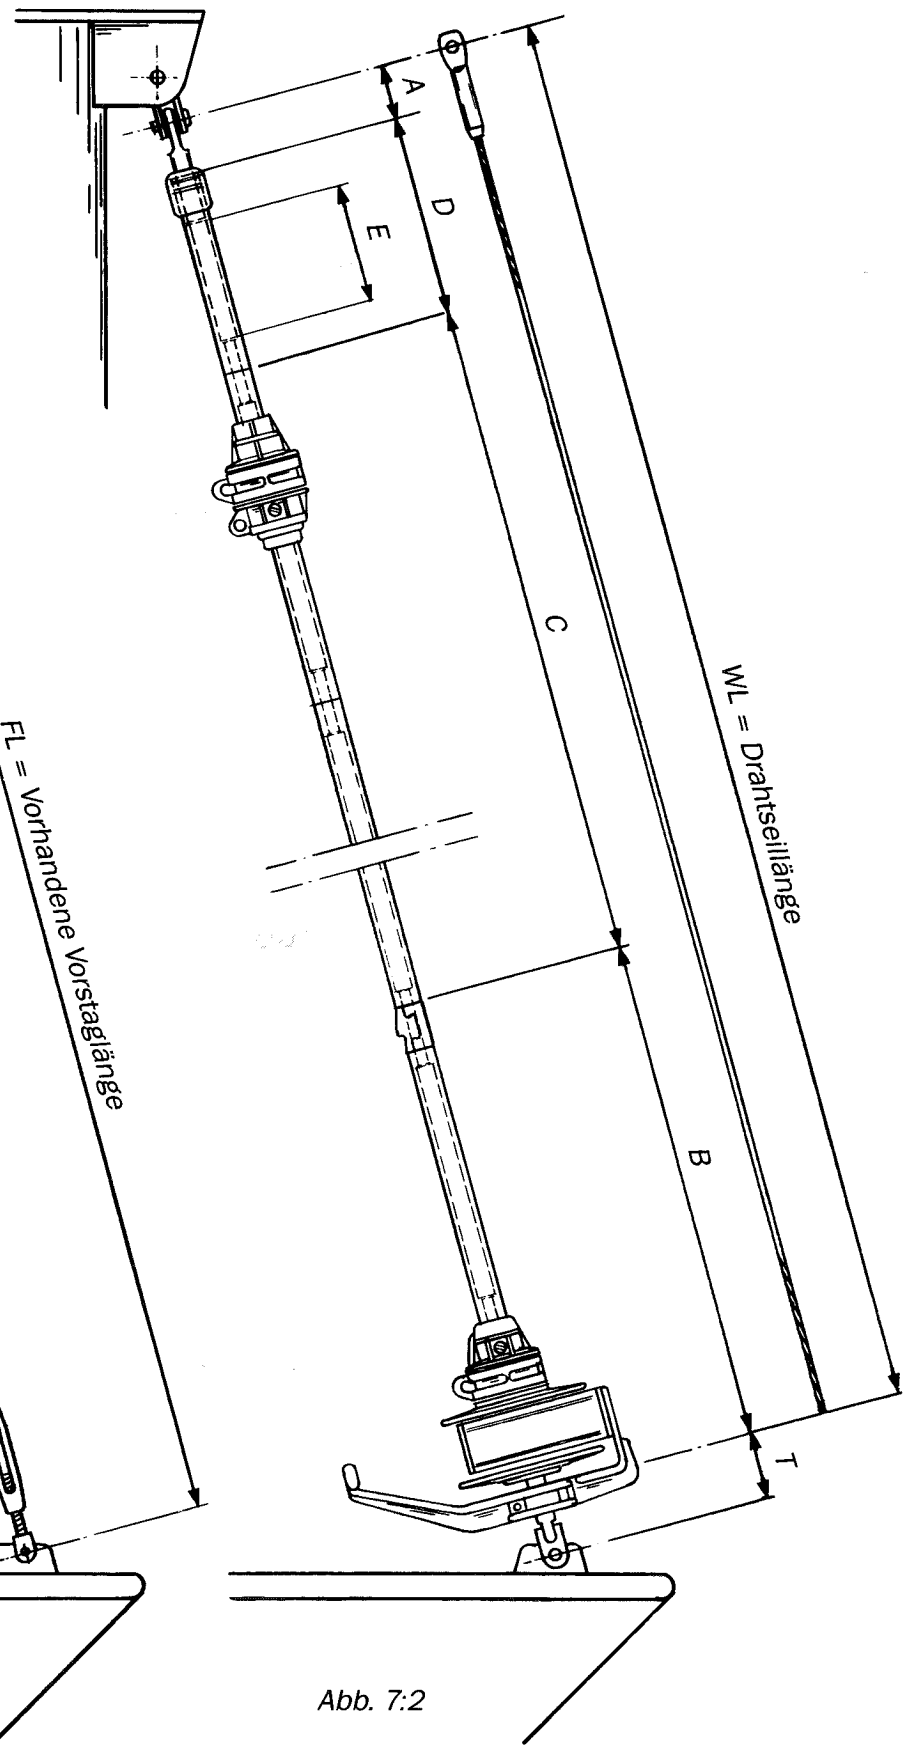 A
D
E
C
WL = Drahtseillänge
FL = Vorhandene Vorstaglänge
B
T
Abb. 7:2